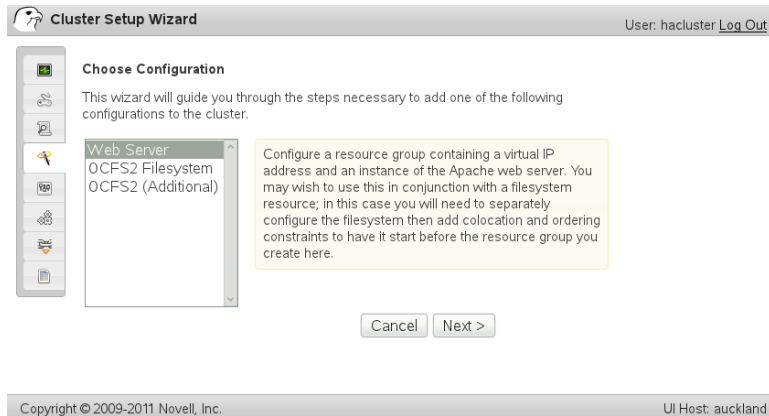 Cluster Setup Wizard
User: hacluster Log Out
Choose Configuration
This wizard will guide you through the steps necessary to add one of the following
configurations to the cluster.
Web Server
OCFS2 Filesystem
OCFS2 (Additional)
Configure a resource group containing a virtual IP
address and an instance of the Apache web server. You
may wish to use this in conjunction with a filesystem
resource; in this case you will need to separately
configure the filesystem then add colocation and ordering
constraints to have it start before the resource group you
create here.
Cancel
Next >
Copyright © 2009-2011 Novell, Inc.
UI Host: auckland